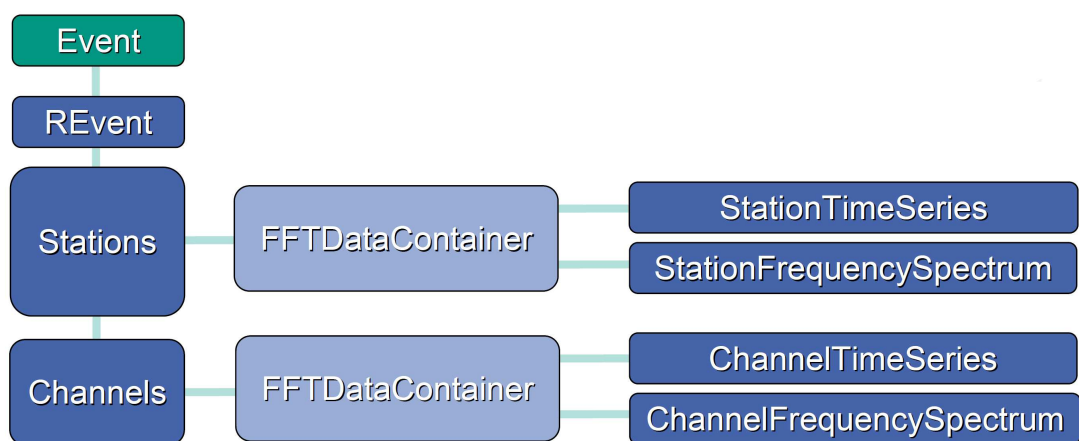 Event
REvent
Stations
FFTDataContainer
StationTimeSeries
StationFrequencySpectrum
Channels
FFTDataContainer
ChannelTimeSeries
ChannelFrequencySpectrum